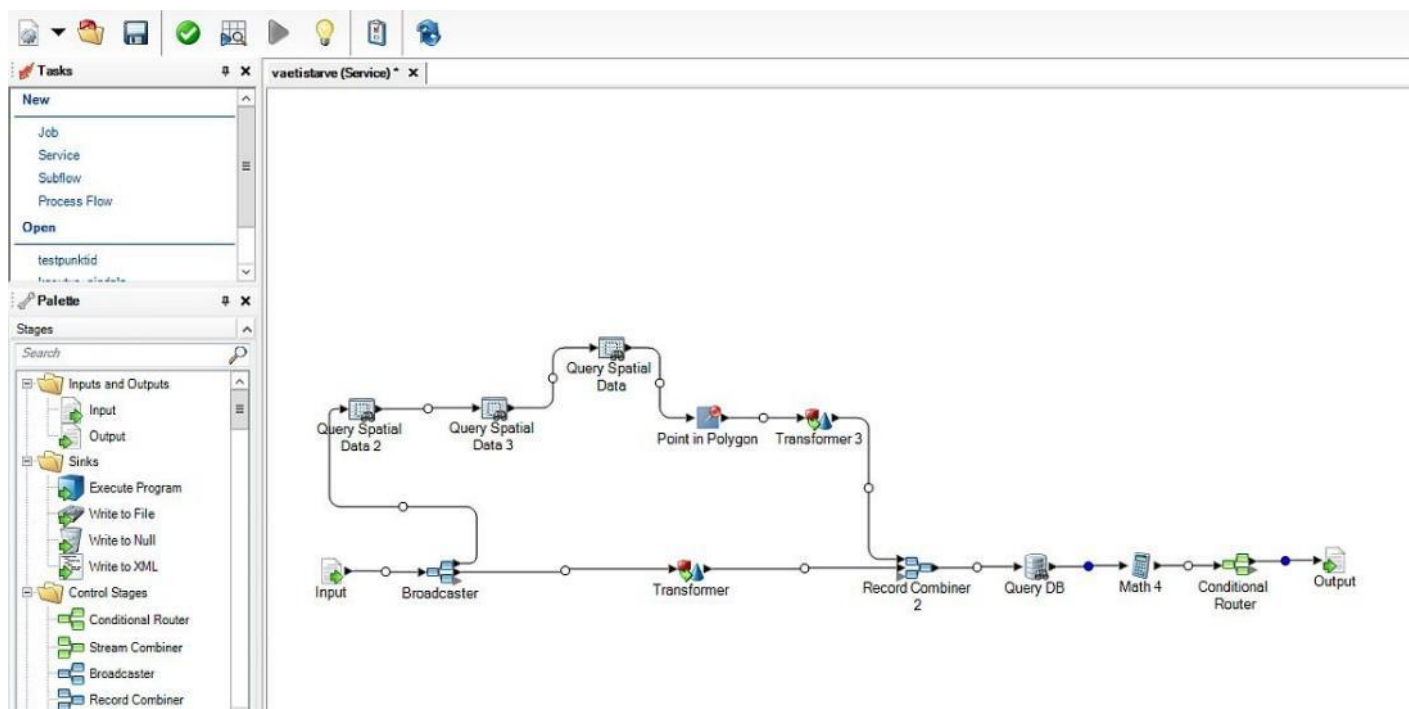 Tasks
New
Job
Service
Subflow
Process Flow
Open
testpunktid
Palette
Stages
Search
Inputs and Outputs
Input
Output
Sinks
Execute Program
Write to File
Write to Null
Write to XML
Control Stages
Conditional Router
Stream Combiner
Broadcaster
Record Combiner
vaetistarve (Service) *
Query Spatial
Data
Query Spatial
Data 2
Query Spatial
Data 3
Point in Polygon
Transformer 3
Input
Broadcaster
Transformer
Record Combiner
2
Query DB
Math 4
Conditional
Router
Output